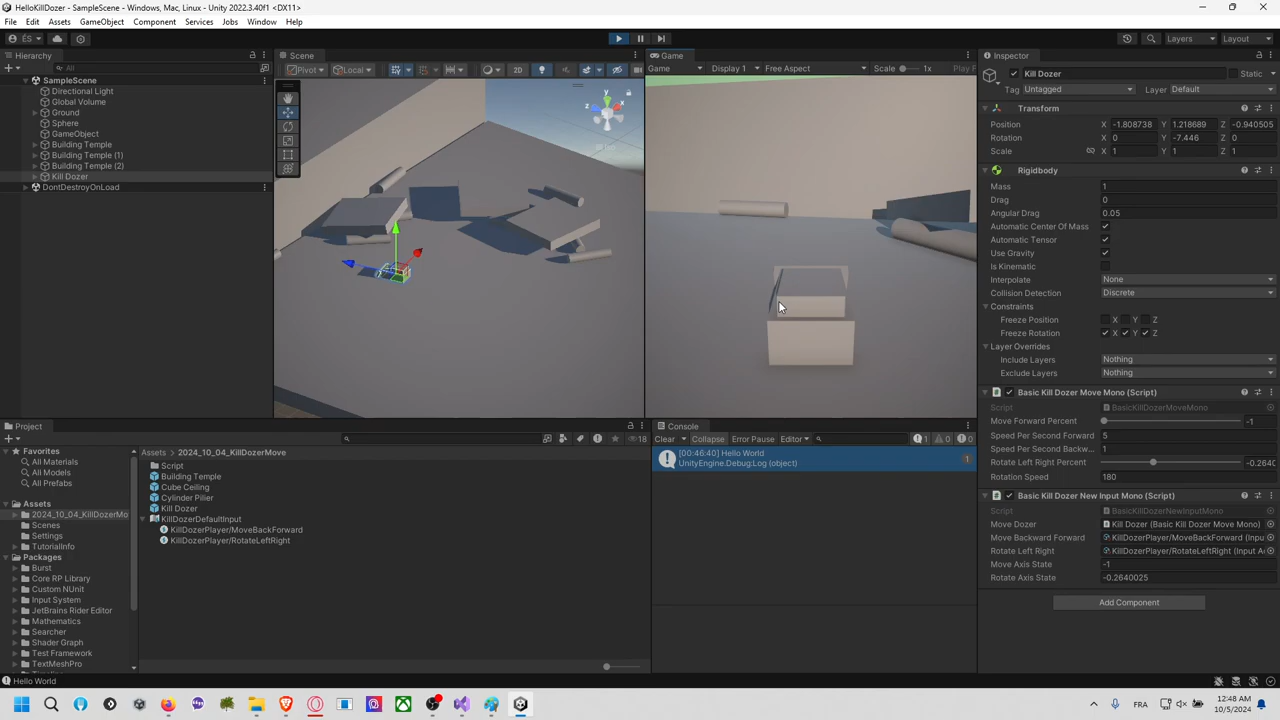 HelloKillDozer - SampleScene - Windows, Mac, Linux - Unity 2022.3.40f1 <DX11>
File Edit Assets GameObject Component Services Jobs Window Help
ÉS
Layers Layout
Hierarchy
All
SampleScene
Directional Light
Global Volume
Ground
Sphere
GameObject
Building Temple
Building Temple (1)
Building Temple (2)
Kill Dozer
DontDestroyOnLoad
Scene
Pivot Local 2D
y
z
x
Game
Game Display 1 Free Aspect Scale 1x Play F
Inspector
Kill Dozer Static
Tag Untagged Layer Default
Transform
Position X -1.808738 Y 1.218689 Z -0.940505
Rotation X 0 Y -7.446 Z 0
Scale X 1 Y 1 Z 1
Rigidbody
Mass 1
Drag 0
Angular Drag 0.05
Automatic Center Of Mass
Automatic Tensor
Use Gravity
Is Kinematic
Interpolate None
Collision Detection Discrete
Constraints
Freeze Position X Y Z
Freeze Rotation X Y Z
Layer Overrides
Include Layers Nothing
Exclude Layers Nothing
Basic Kill Dozer Move Mono (Script)
Script BasicKillDozerMoveMono
Move Forward Percent -1
Speed Per Second Forward 5
Speed Per Second Backw 1
Rotate Left Right Percent -0.2640
Rotation Speed 180
Basic Kill Dozer New Input Mono (Script)
Script BasicKillDozerNewInputMono
Move Dozer Kill Dozer (Basic Kill Dozer Move Mono)
Move Backward Forward KillDozerPlayer/MoveBackForward (Inpu
Rotate Left Right KillDozerPlayer/RotateLeftRight (Input Ac
Move Axis State -1
Rotate Axis State -0.2640025
Add Component
Project
18
Favorites
All Materials
All Models
All Prefabs
Assets
2024_10_04_KillDozerMo
Scenes
Settings
TutorialInfo
Packages
Burst
Core RP Library
Custom NUnit
Input System
JetBrains Rider Editor
Mathematics
Searcher
Shader Graph
Test Framework
TextMeshPro
Assets > 2024_10_04_KillDozerMove
Script
Building Temple
Cube Ceiling
Cylinder Pilier
Kill Dozer
KillDozerDefaultInput
KillDozerPlayer/MoveBackForward
KillDozerPlayer/RotateLeftRight
Console
Clear Collapse Error Pause Editor 1 0 0
[00:46:40] Hello World
UnityEngine.Debug:Log (object)
1
Hello World
FRA
12:48 AM
10/5/2024